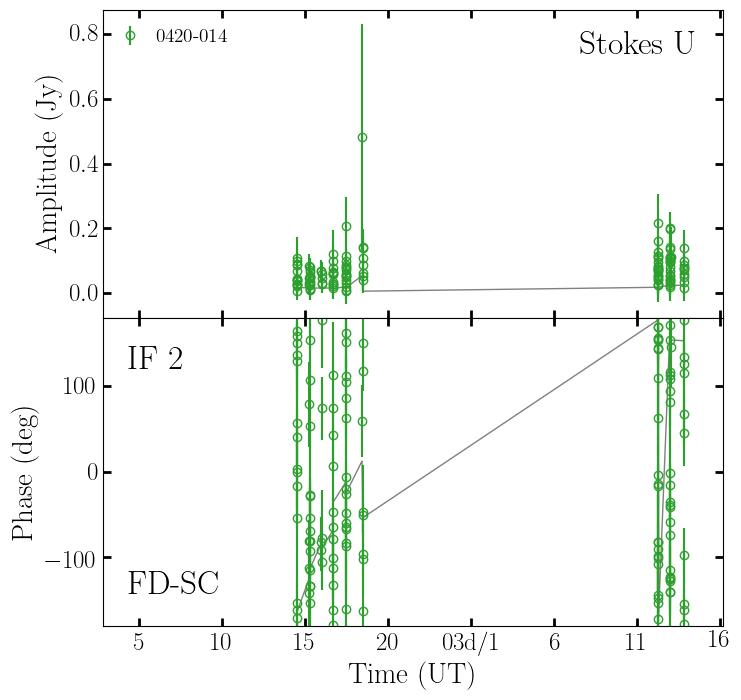 0420-014
Stokes U
Amplitude (Jy)
0.8
0.6
0.4
0.2
0.0
IF 2
FD-SC
Phase (deg)
100
0
−100
5 10 15 20 03d/1 6 11 16
Time (UT)